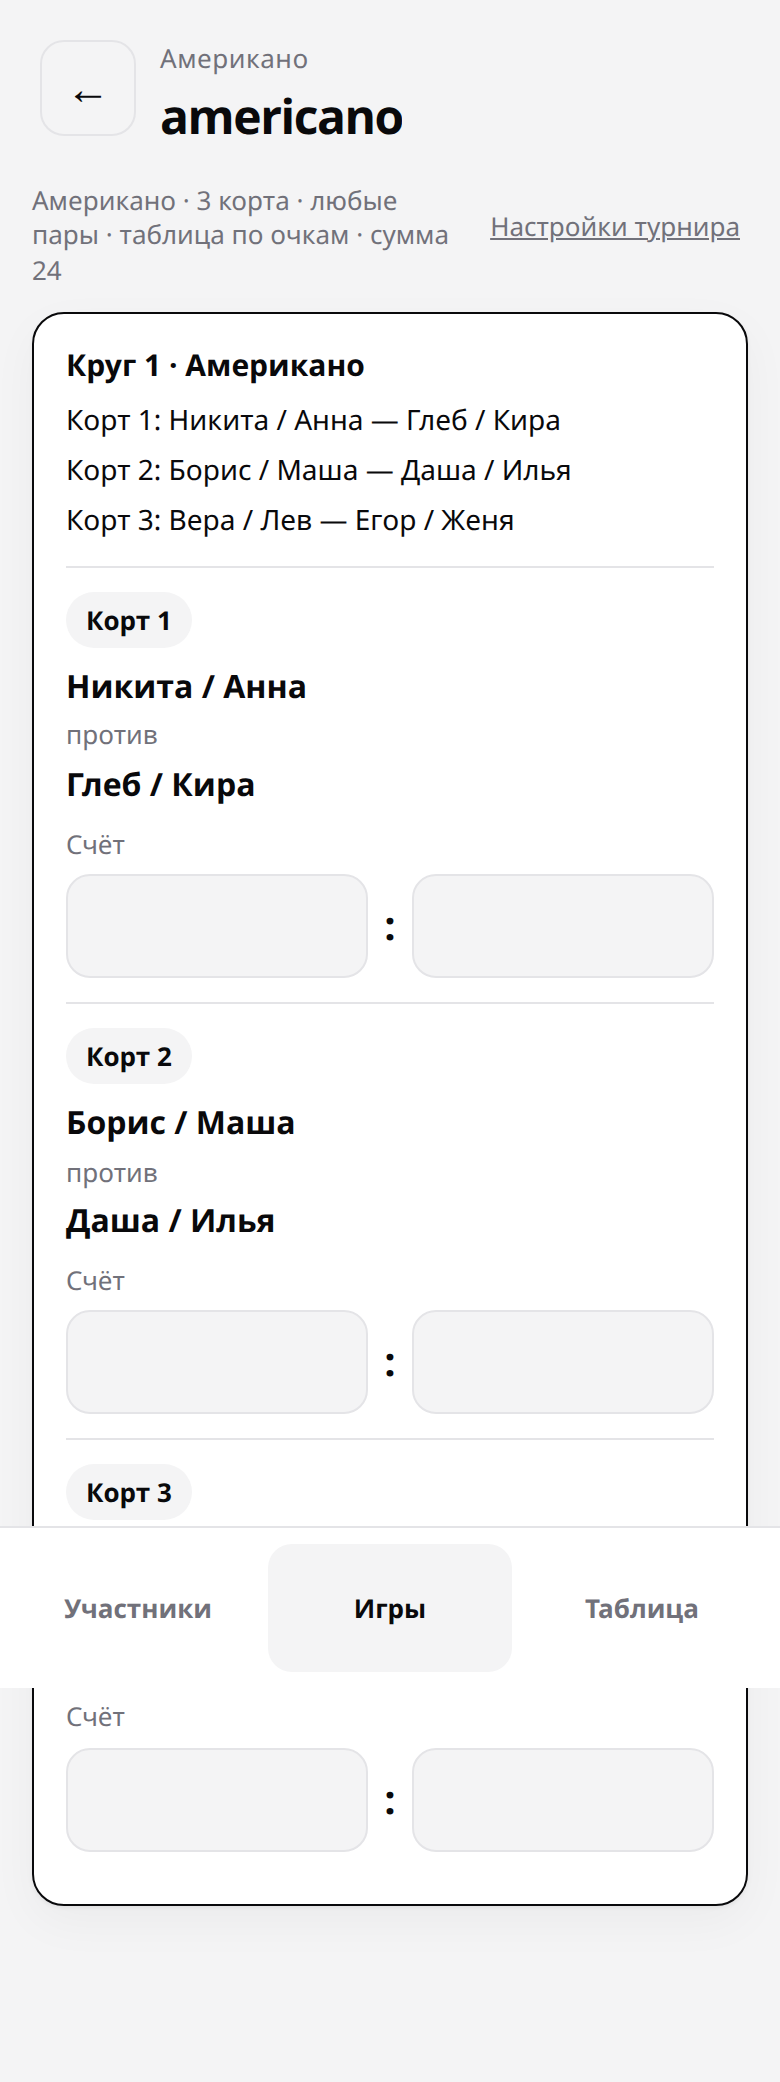 ←
Американо
americano
Американо · 3 корта · любые
пары · таблица по очкам · сумма
24
Настройки турнира
Круг 1 · Американо
Корт 1: Никита / Анна — Глеб / Кира
Корт 2: Борис / Маша — Даша / Илья
Корт 3: Вера / Лев — Егор / Женя
Корт 1
Никита / Анна
против
Глеб / Кира
Счёт
:
Корт 2
Борис / Маша
против
Даша / Илья
Счёт
:
Корт 3
Участники
Игры
Таблица
Счёт
: